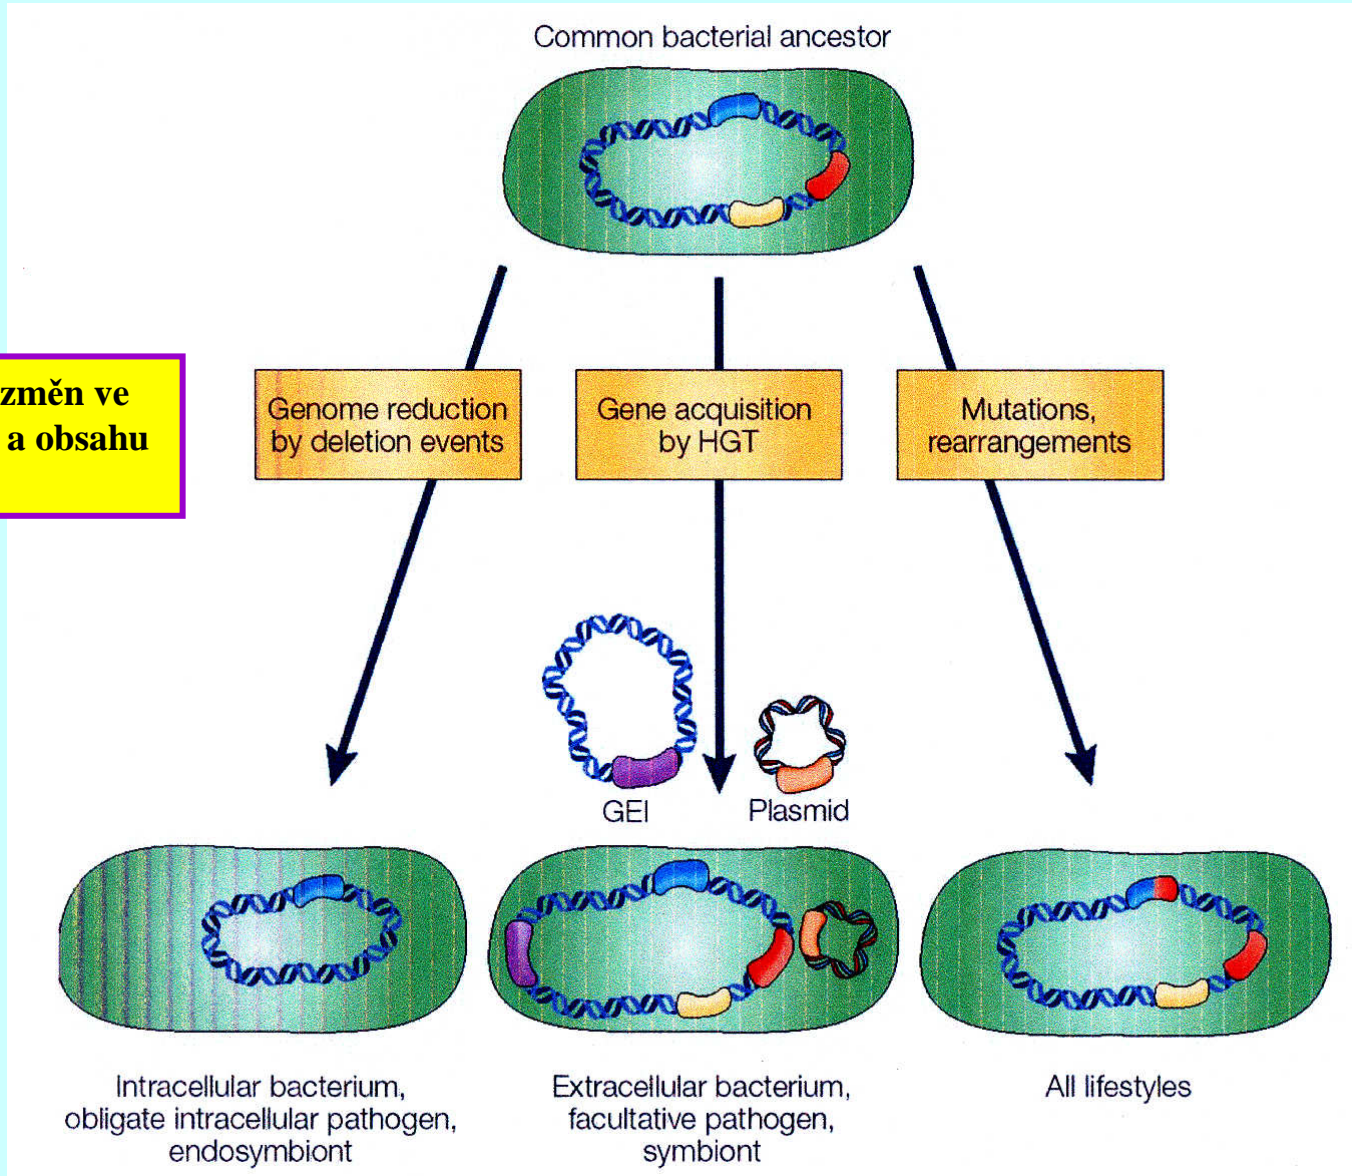 Common bacterial ancestor
změn ve
a obsahu
Genome reduction
by deletion events
Gene acquisition
by HGT
Mutations,
rearrangements
GEI
Plasmid
Intracellular bacterium,
obligate intracellular pathogen,
endosymbiont
Extracellular bacterium,
facultative pathogen,
symbiont
All lifestyles